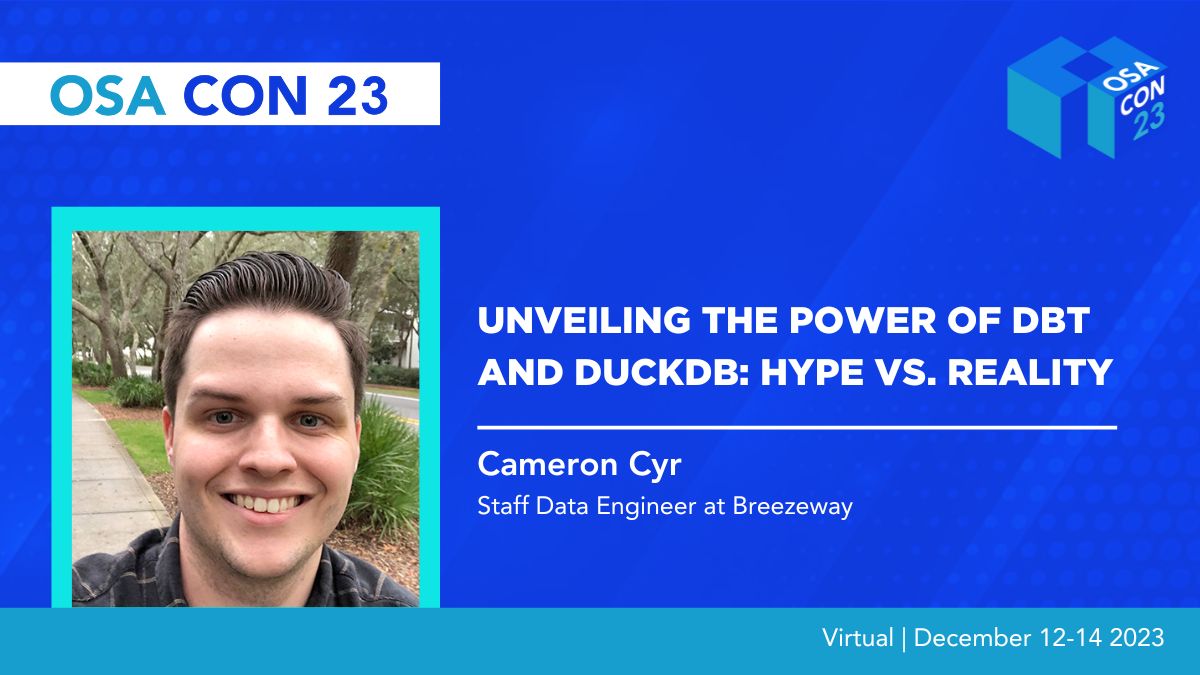 OSA CON 23
OSA
CON
23
UNVEILING THE POWER OF DBT
AND DUCKDB: HYPE VS. REALITY
Cameron Cyr
Staff Data Engineer at Breezeway
Virtual | December 12-14 2023